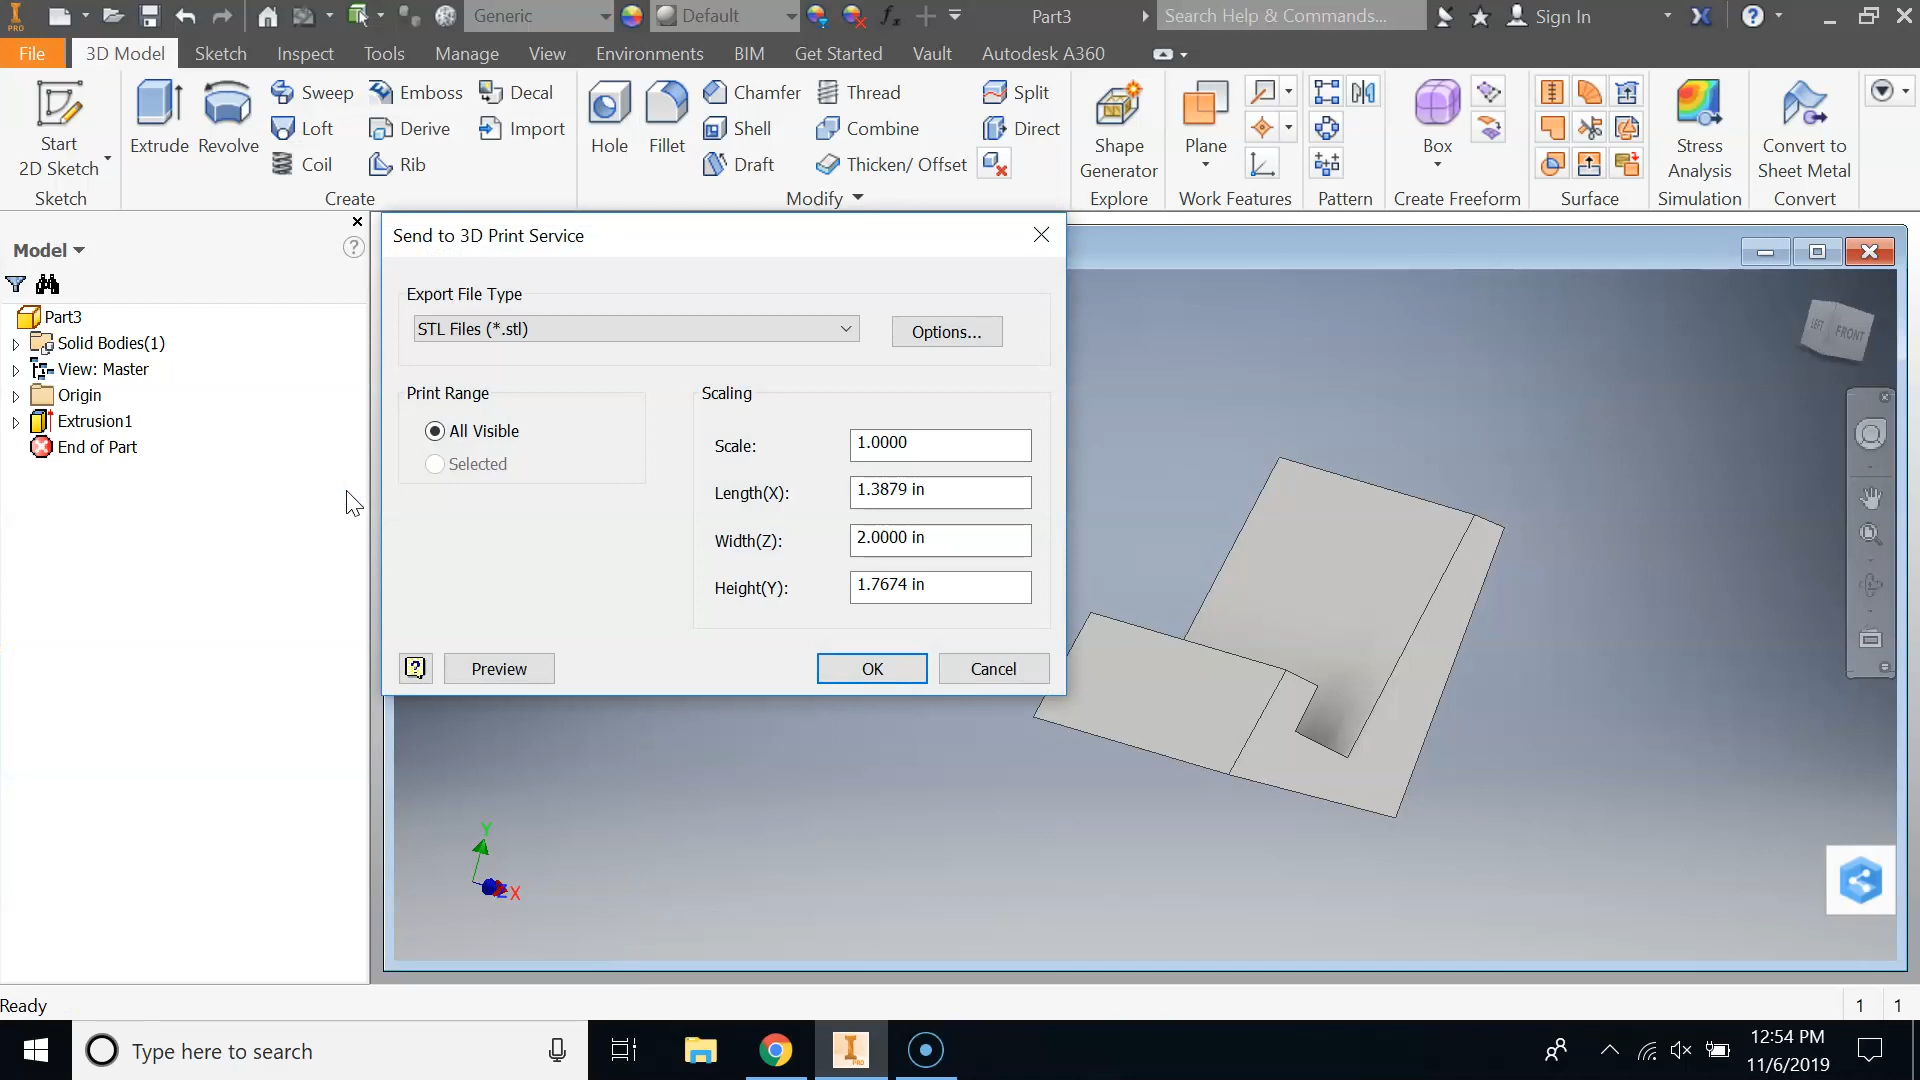 PRO Generic Default fx Part3 Search Help & Commands... Sign In
File 3D Model Sketch Inspect Tools Manage View Environments BIM Get Started Vault Autodesk A360
Start
2D Sketch
Extrude Revolve
Sweep Emboss Decal
Loft Derive Import
Coil Rib
Hole Fillet
Chamfer Thread Split
Shell Combine Direct
Draft Thicken/ Offset
Shape
Generator
Plane
Box
Stress
Analysis
Convert to
Sheet Metal
Sketch Create Modify Explore Work Features Pattern Create Freeform Surface Simulation Convert
Model
Part3
Solid Bodies(1)
View: Master
Origin
Extrusion1
End of Part
Send to 3D Print Service
Export File Type
STL Files (*.stl) Options...
Print Range
All Visible
Selected
Scaling
Scale: 1.0000
Length(X): 1.3879 in
Width(Z): 2.0000 in
Height(Y): 1.7674 in
Preview OK Cancel
LEFT FRONT
Y
Z X
Ready 1 1
Type here to search
PRO
12:54 PM
11/6/2019